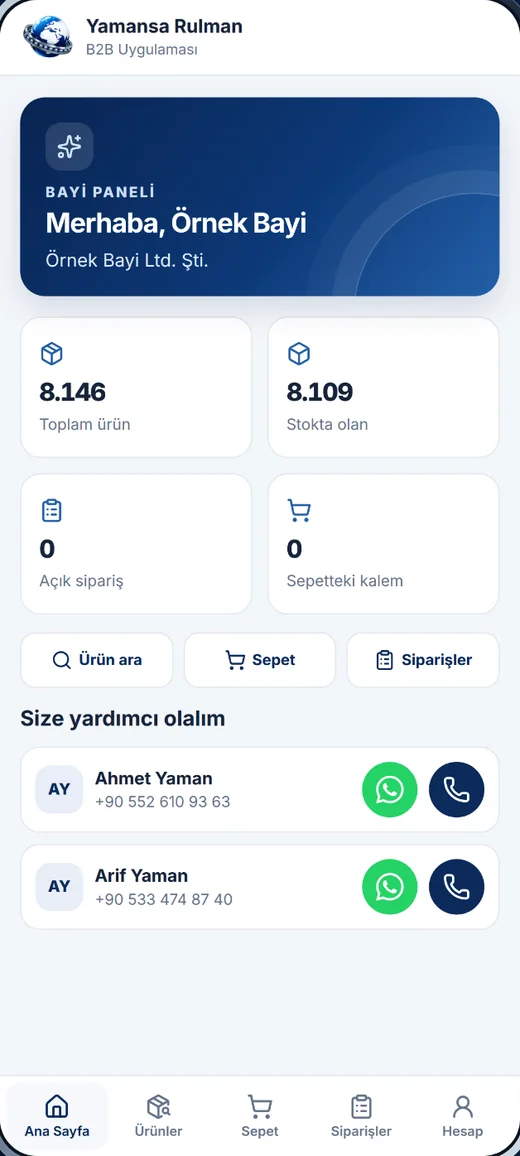 Yamansa Rulman
B2B Uygulaması
BAYİ PANELİ
Merhaba, Örnek Bayi
Örnek Bayi Ltd. Şti.
8.146
Toplam ürün
8.109
Stokta olan
0
Açık sipariş
0
Sepetteki kalem
Ürün ara
Sepet
Siparişler
Size yardımcı olalım
AY
Ahmet Yaman
+90 552 610 93 63
AY
Arif Yaman
+90 533 474 87 40
Ana Sayfa
Ürünler
Sepet
Siparişler
Hesap